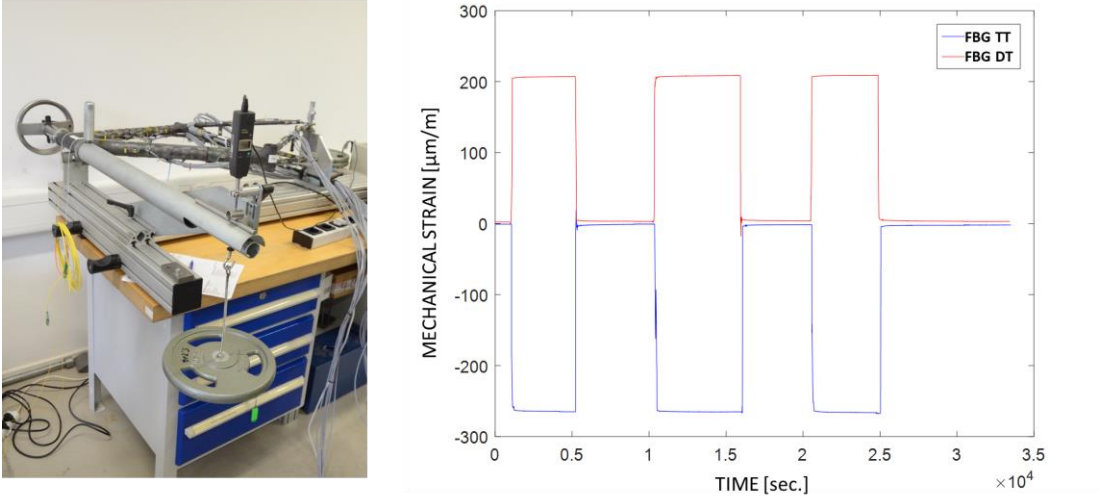 300
200
100
0
-100
-200
-300
MECHANICAL STRAIN [µm/m]
FBG TT
FBG DT
0 0.5 1 1.5 2 2.5 3 3.5
×10⁴
TIME [sec.]